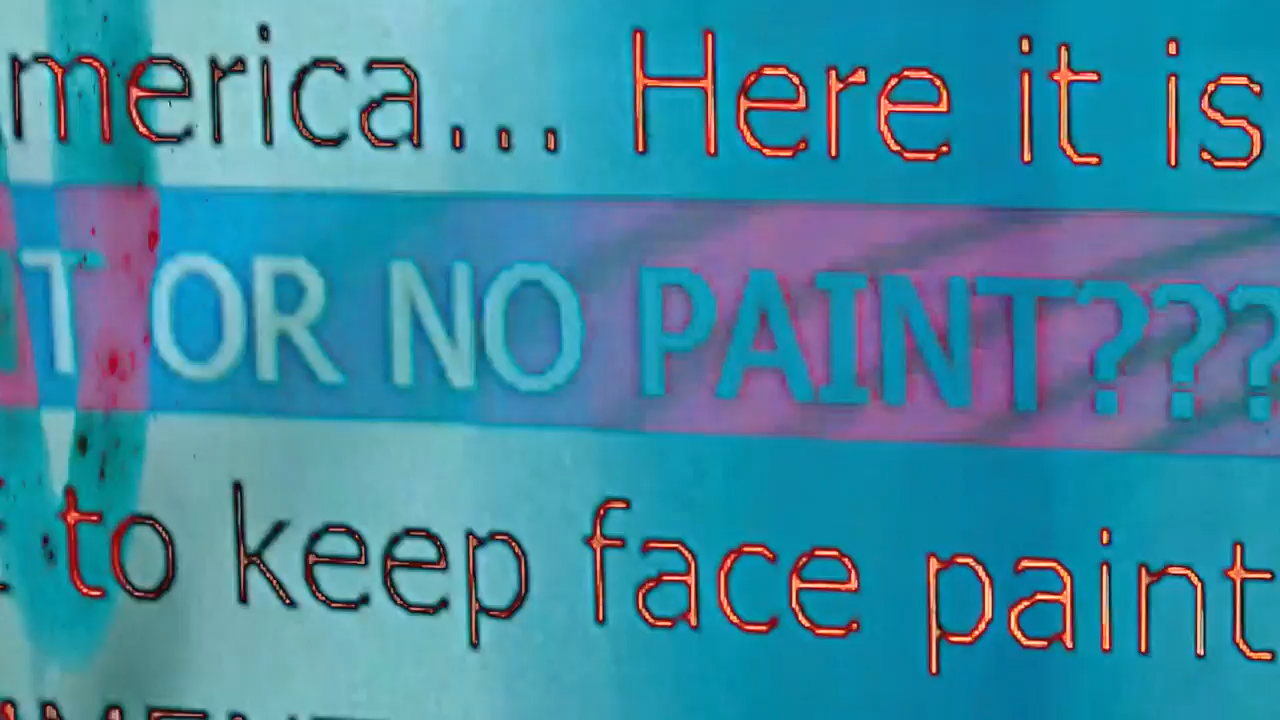 merica... Here it is
T OR NO PAINT???
to keep face paint